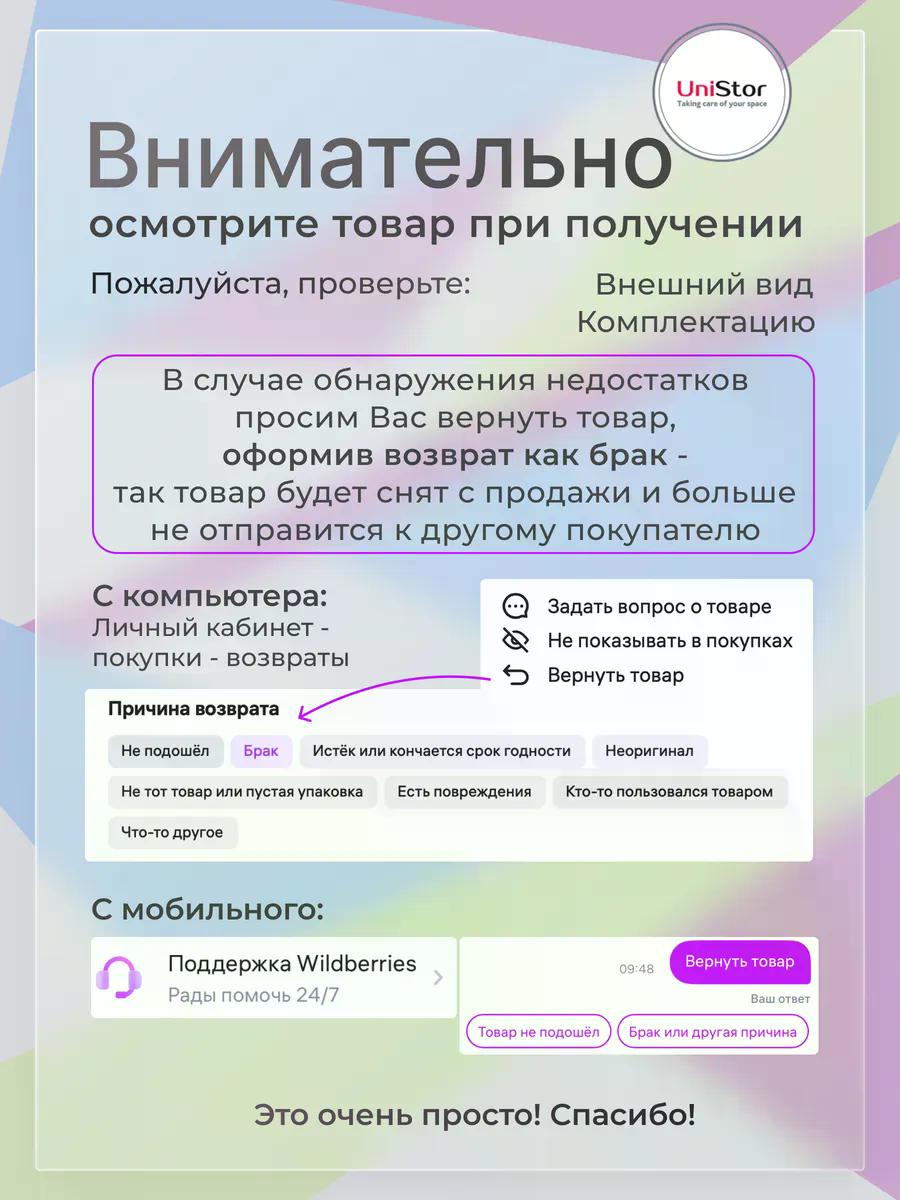 UniStor
Taking care of your space
Внимательно
осмотрите товар при получении
Пожалуйста, проверьте:
Внешний вид
Комплектацию
В случае обнаружения недостатков
просим Вас вернуть товар,
оформив возврат как брак -
так товар будет снят с продажи и больше
не отправится к другому покупателю
С компьютера:
Личный кабинет -
покупки - возвраты
Задать вопрос о товаре
Не показывать в покупках
Вернуть товар
Причина возврата
Не подошёл Брак Истёк или кончается срок годности Неоригинал
Не тот товар или пустая упаковка Есть повреждения Кто-то пользовался товаром
Что-то другое
С мобильного:
Поддержка Wildberries
Рады помочь 24/7
09:48 Вернуть товар
Ваш ответ
Товар не подошёл Брак или другая причина
Это очень просто! Спасибо!